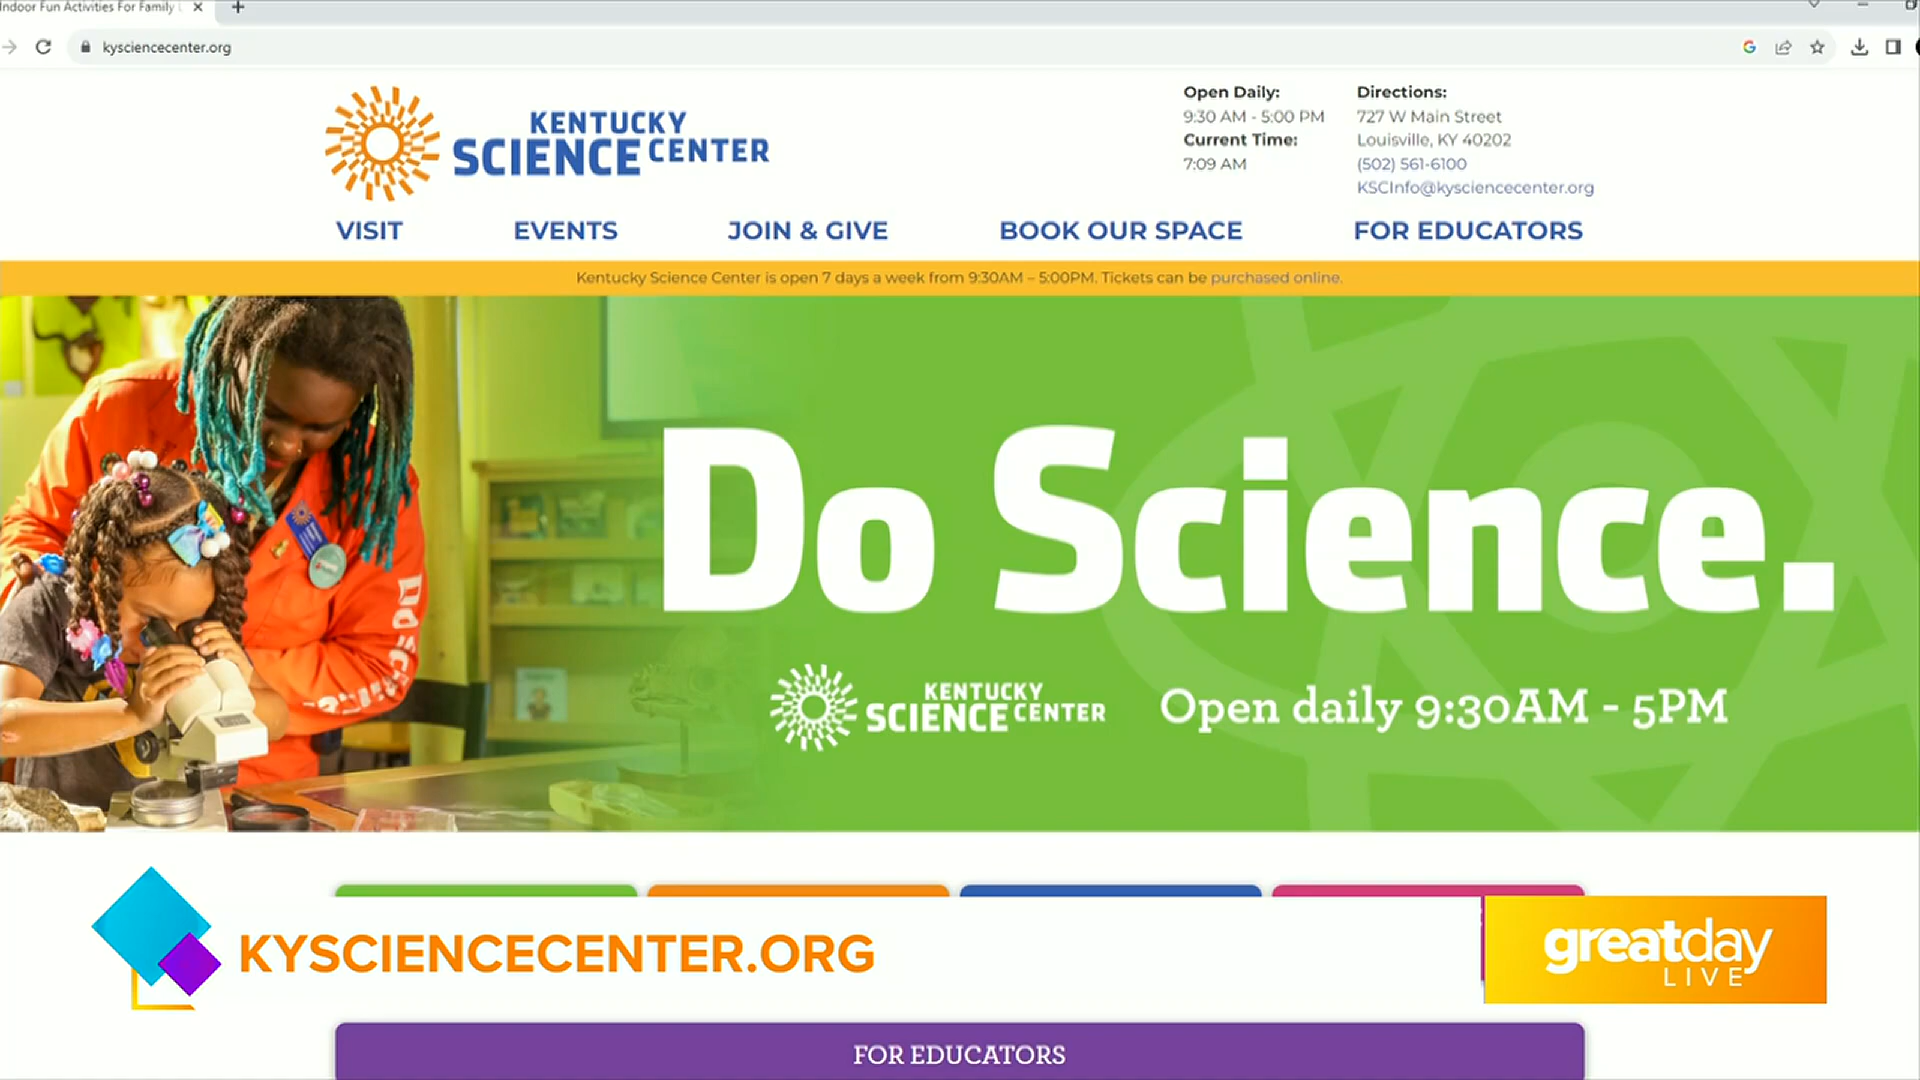 Indoor Fun Activities For Family
kysciencecenter.org
KENTUCKY
SCIENCE CENTER
Open Daily:
9:30 AM - 5:00 PM
Current Time:
7:09 AM
Directions:
727 W Main Street
Louisville, KY 40202
(502) 561-6100
KSCInfo@kysciencecenter.org
VISIT
EVENTS
JOIN & GIVE
BOOK OUR SPACE
FOR EDUCATORS
Kentucky Science Center is open 7 days a week from 9:30AM – 5:00PM. Tickets can be purchased online.
Do Science.
KENTUCKY
SCIENCE CENTER
Open daily 9:30AM - 5PM
KYSCIENCECENTER.ORG
greatday
LIVE
FOR EDUCATORS